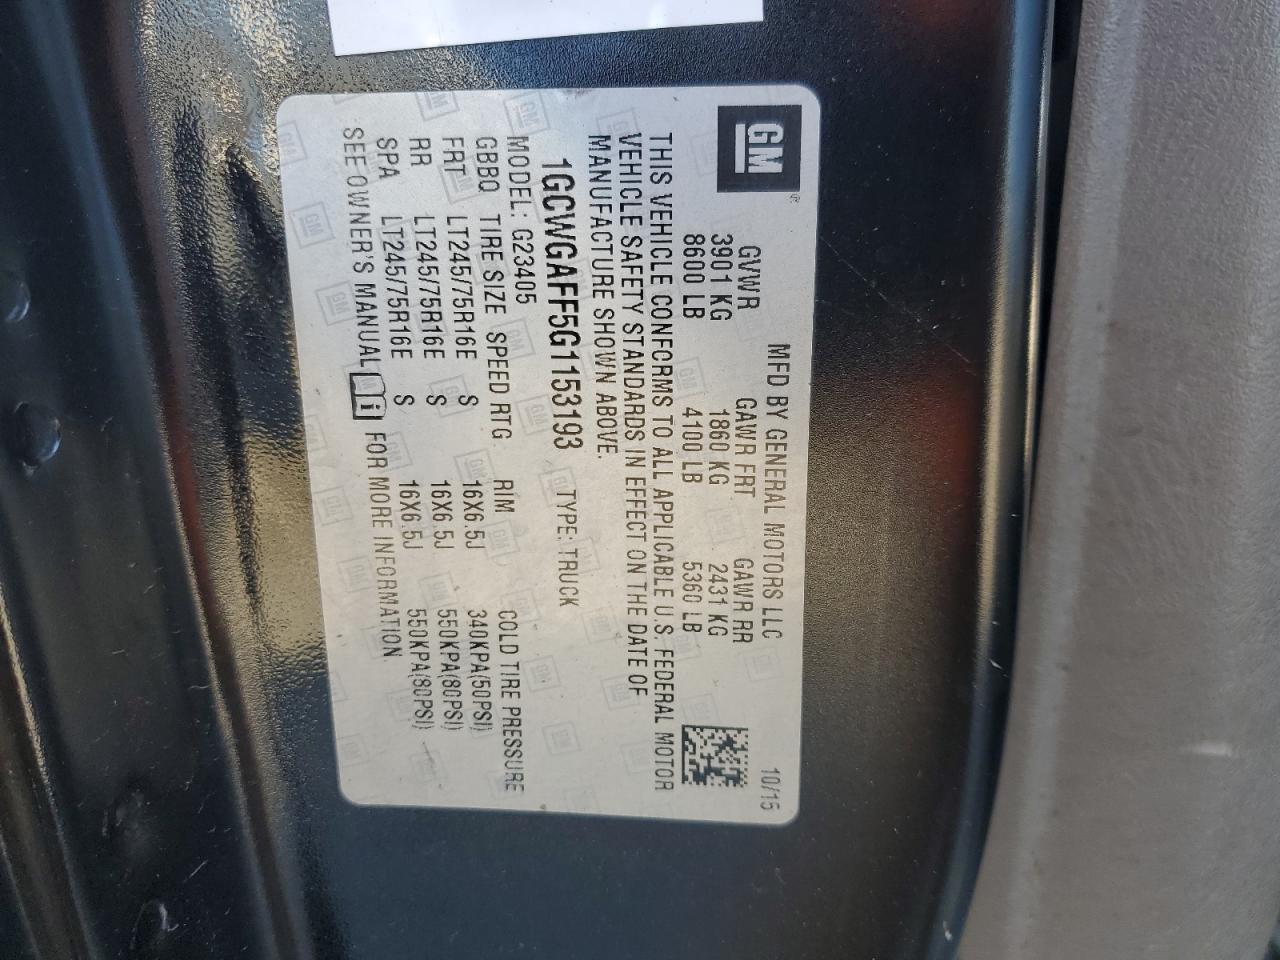 GM®
MFD BY GENERAL MOTORS LLC 10/15
GVWR GAWR FRT GAWR RR
3901 KG 1860 KG 2431 KG
8600 LB 4100 LB 5360 LB
THIS VEHICLE CONFORMS TO ALL APPLICABLE U.S. FEDERAL MOTOR
VEHICLE SAFETY STANDARDS IN EFFECT ON THE DATE OF
MANUFACTURE SHOWN ABOVE.
1GCWGAFF5G1153193 TYPE: TRUCK
MODEL: G23405
GBBQ TIRE SIZE SPEED RTG RIM COLD TIRE PRESSURE
FRT LT245/75R16E S 16X6.5J 340KPA(50PSI)
RR LT245/75R16E S 16X6.5J 550KPA(80PSI)
SPA LT245/75R16E S 16X6.5J 550KPA(80PSI)
SEE OWNER'S MANUAL i FOR MORE INFORMATION.